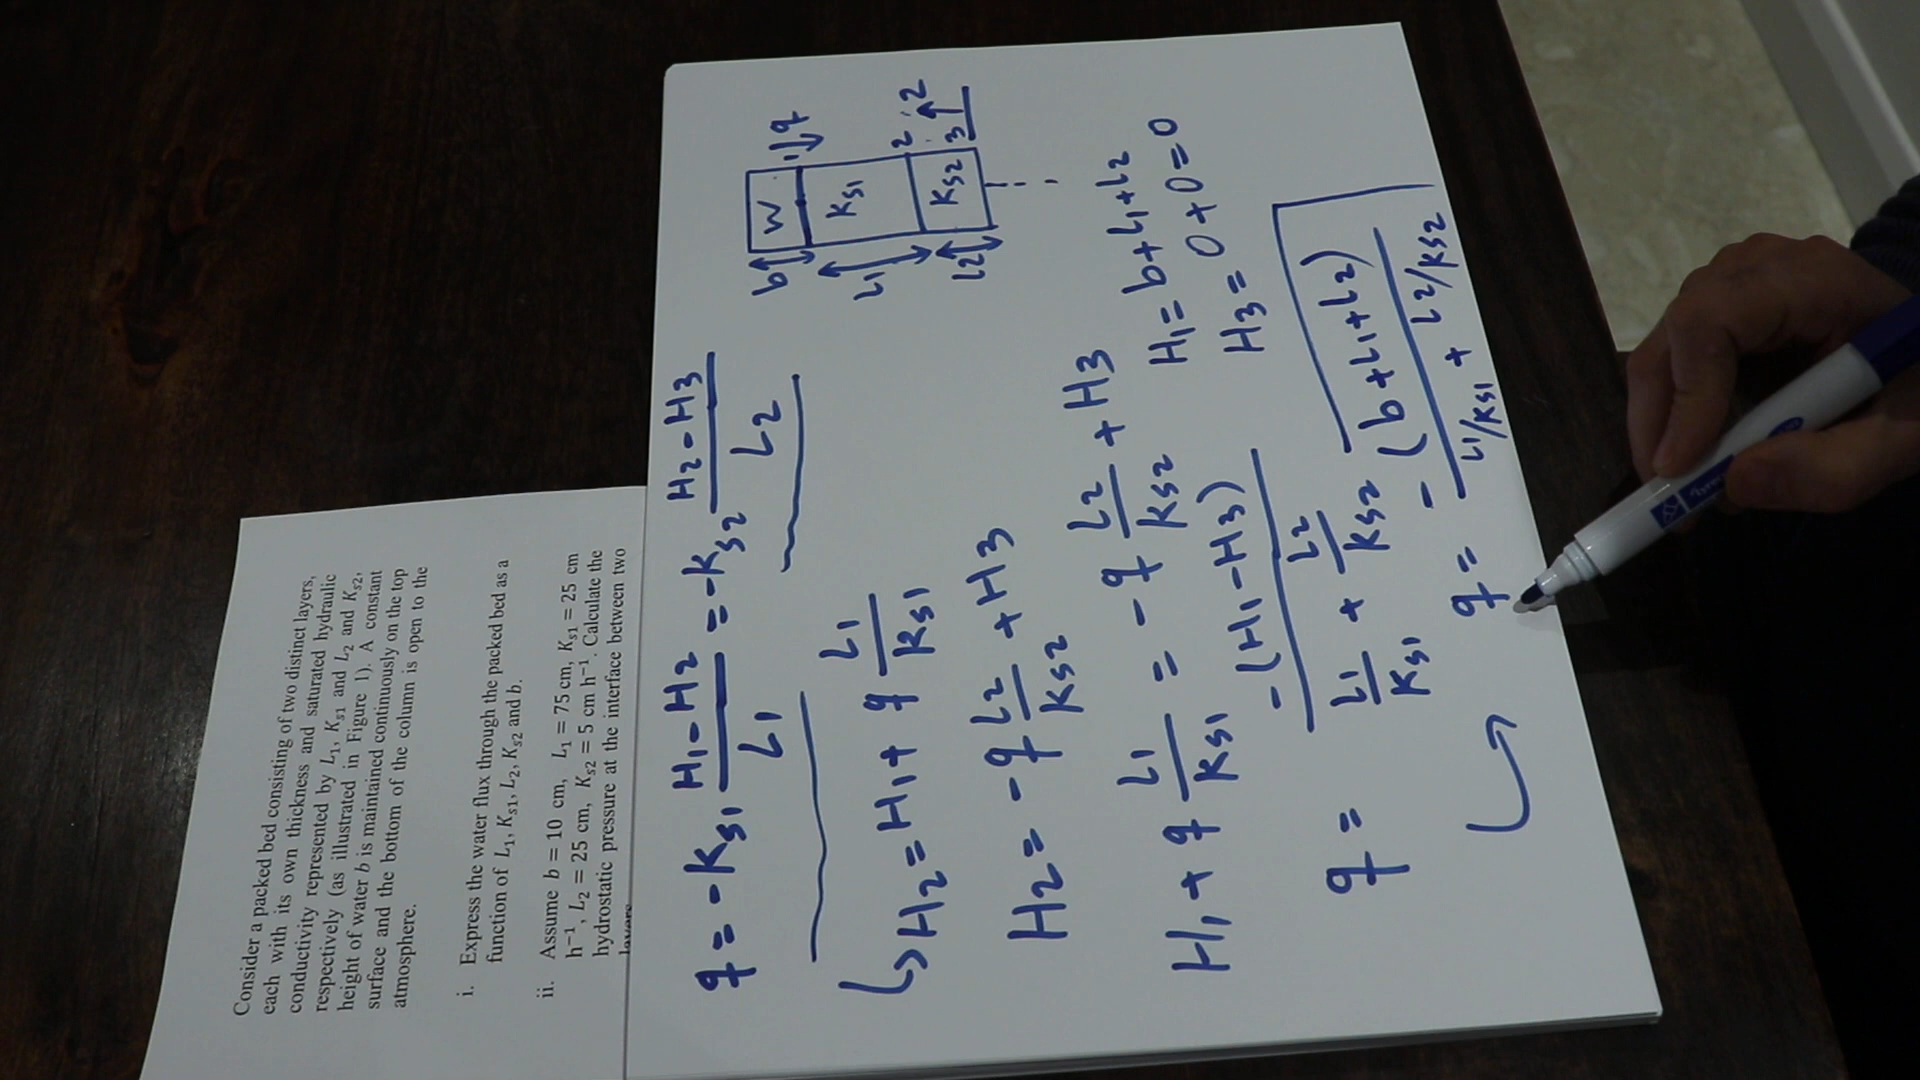 Consider a packed bed consisting of two distinct layers,
each with its own thickness and saturated hydraulic
conductivity represented by L₁, Kₛ₁ and L₂ and Kₛ₂,
respectively (as illustrated in Figure 1). A constant
height of water b is maintained continuously on the top
surface and the bottom of the column is open to the
atmosphere.
i. Express the water flux through the packed bed as a
function of L₁, Kₛ₁, L₂, Kₛ₂ and b.
ii. Assume b = 10 cm, L₁ = 75 cm, Kₛ₁ = 25 cm
h⁻¹, L₂ = 25 cm, Kₛ₂ = 5 cm h⁻¹. Calculate the
hydrostatic pressure at the interface between two
layers
q = -Ks1 (H1-H2)/L1 = -Ks2 (H2-H3)/L2
↳ H2 = H1 + q L1/Ks1
H2 = -q L2/Ks2 + H3
H1 + q L1/Ks1 = -q L2/Ks2 + H3
q = -(H1-H3) / (L1/Ks1 + L2/Ks2)
q = -(b+L1+L2) / (L1/Ks1 + L2/Ks2)
b W 1 ↓q
L1 Ks1 2
L2 Ks2 3 ↑z
H1 = b+L1+L2
H3 = 0+0=0